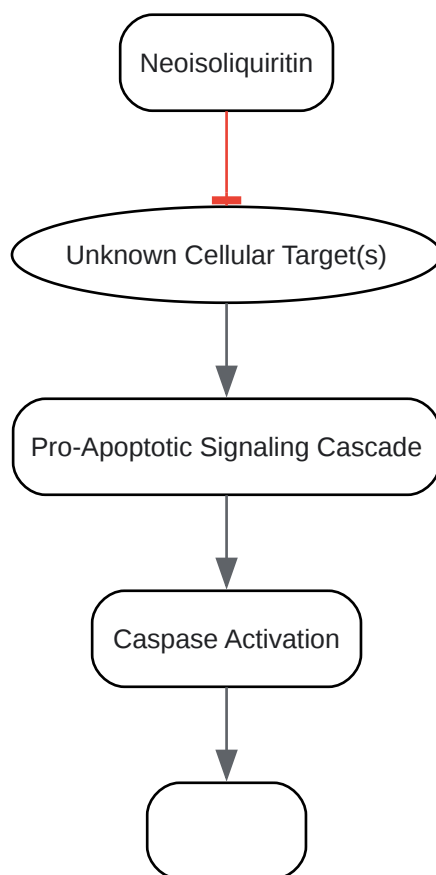 Neoisoliquiritin
Unknown Cellular Target(s)
Pro-Apoptotic Signaling Cascade
Caspase Activation